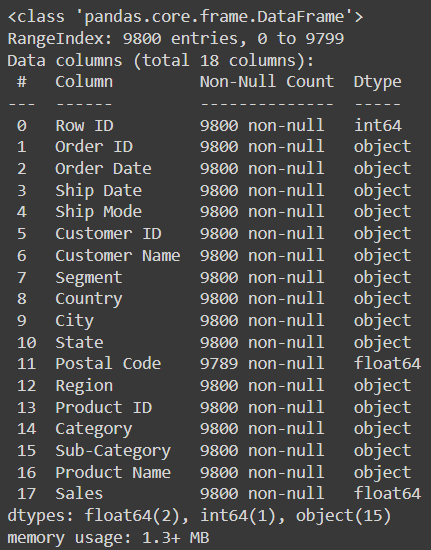 <class 'pandas.core.frame.DataFrame'>
RangeIndex: 9800 entries, 0 to 9799
Data columns (total 18 columns):
 #   Column         Non-Null Count  Dtype
---  ------         --------------  -----
 0   Row ID         9800 non-null   int64
 1   Order ID       9800 non-null   object
 2   Order Date     9800 non-null   object
 3   Ship Date      9800 non-null   object
 4   Ship Mode      9800 non-null   object
 5   Customer ID    9800 non-null   object
 6   Customer Name  9800 non-null   object
 7   Segment        9800 non-null   object
 8   Country        9800 non-null   object
 9   City           9800 non-null   object
 10  State          9800 non-null   object
 11  Postal Code    9789 non-null   float64
 12  Region         9800 non-null   object
 13  Product ID     9800 non-null   object
 14  Category       9800 non-null   object
 15  Sub-Category   9800 non-null   object
 16  Product Name   9800 non-null   object
 17  Sales          9800 non-null   float64
dtypes: float64(2), int64(1), object(15)
memory usage: 1.3+ MB